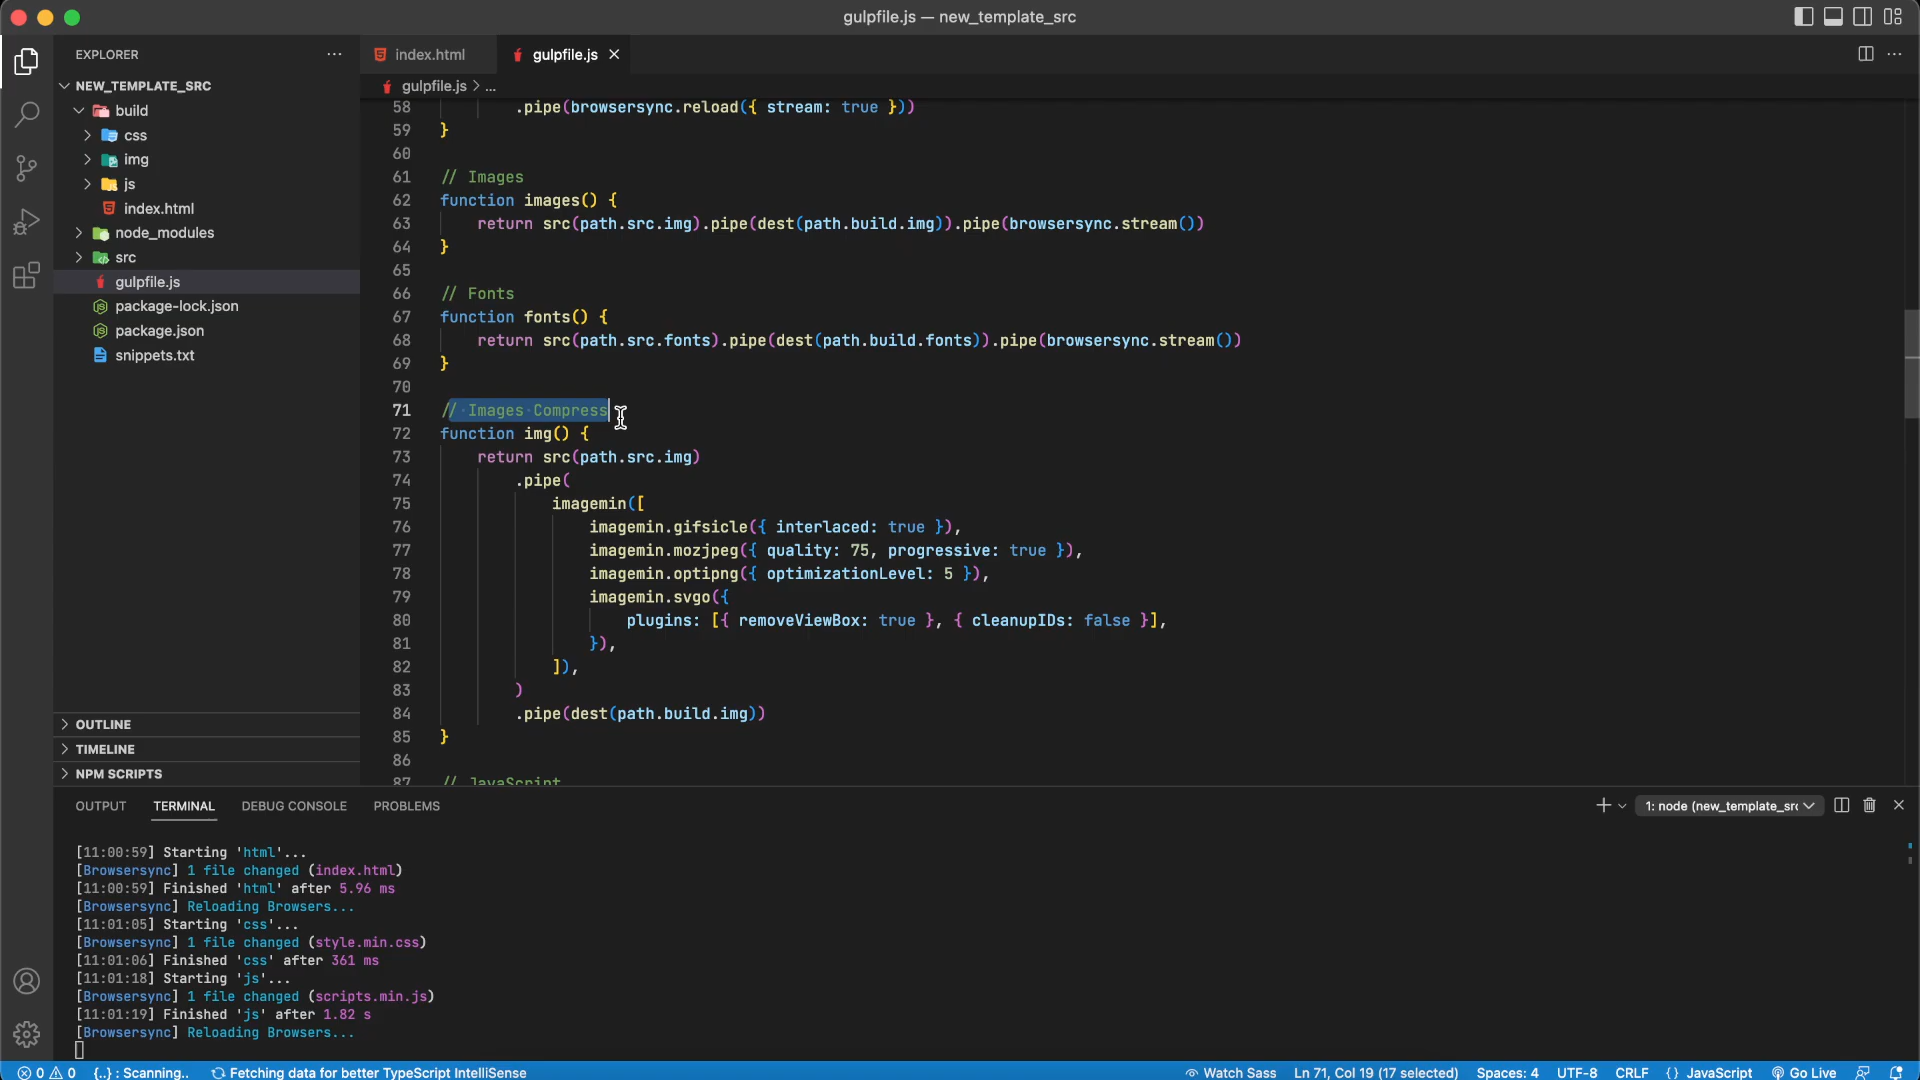 gulpfile.js — new_template_src
EXPLORER
NEW_TEMPLATE_SRC
build
css
img
js
index.html
node_modules
src
gulpfile.js
package-lock.json
package.json
snippets.txt
OUTLINE
TIMELINE
NPM SCRIPTS
index.html
gulpfile.js
gulpfile.js > ...
58 .pipe(browsersync.reload({ stream: true }))
59 }
60
61 // Images
62 function images() {
63 return src(path.src.img).pipe(dest(path.build.img)).pipe(browsersync.stream())
64 }
65
66 // Fonts
67 function fonts() {
68 return src(path.src.fonts).pipe(dest(path.build.fonts)).pipe(browsersync.stream())
69 }
70
71 // Images Compress
72 function img() {
73 return src(path.src.img)
74 .pipe(
75 imagemin([
76 imagemin.gifsicle({ interlaced: true }),
77 imagemin.mozjpeg({ quality: 75, progressive: true }),
78 imagemin.optipng({ optimizationLevel: 5 }),
79 imagemin.svgo({
80 plugins: [{ removeViewBox: true }, { cleanupIDs: false }],
81 }),
82 ]),
83 )
84 .pipe(dest(path.build.img))
85 }
86
87 // JavaScript
OUTPUT TERMINAL DEBUG CONSOLE PROBLEMS
1: node (new_template_src
[11:00:59] Starting 'html'...
[Browsersync] 1 file changed (index.html)
[11:00:59] Finished 'html' after 5.96 ms
[Browsersync] Reloading Browsers...
[11:01:05] Starting 'css'...
[Browsersync] 1 file changed (style.min.css)
[11:01:06] Finished 'css' after 361 ms
[11:01:18] Starting 'js'...
[Browsersync] 1 file changed (scripts.min.js)
[11:01:19] Finished 'js' after 1.82 s
[Browsersync] Reloading Browsers...
0 0 {..} : Scanning.. Fetching data for better TypeScript IntelliSense Watch Sass Ln 71, Col 19 (17 selected) Spaces: 4 UTF-8 CRLF {} JavaScript Go Live